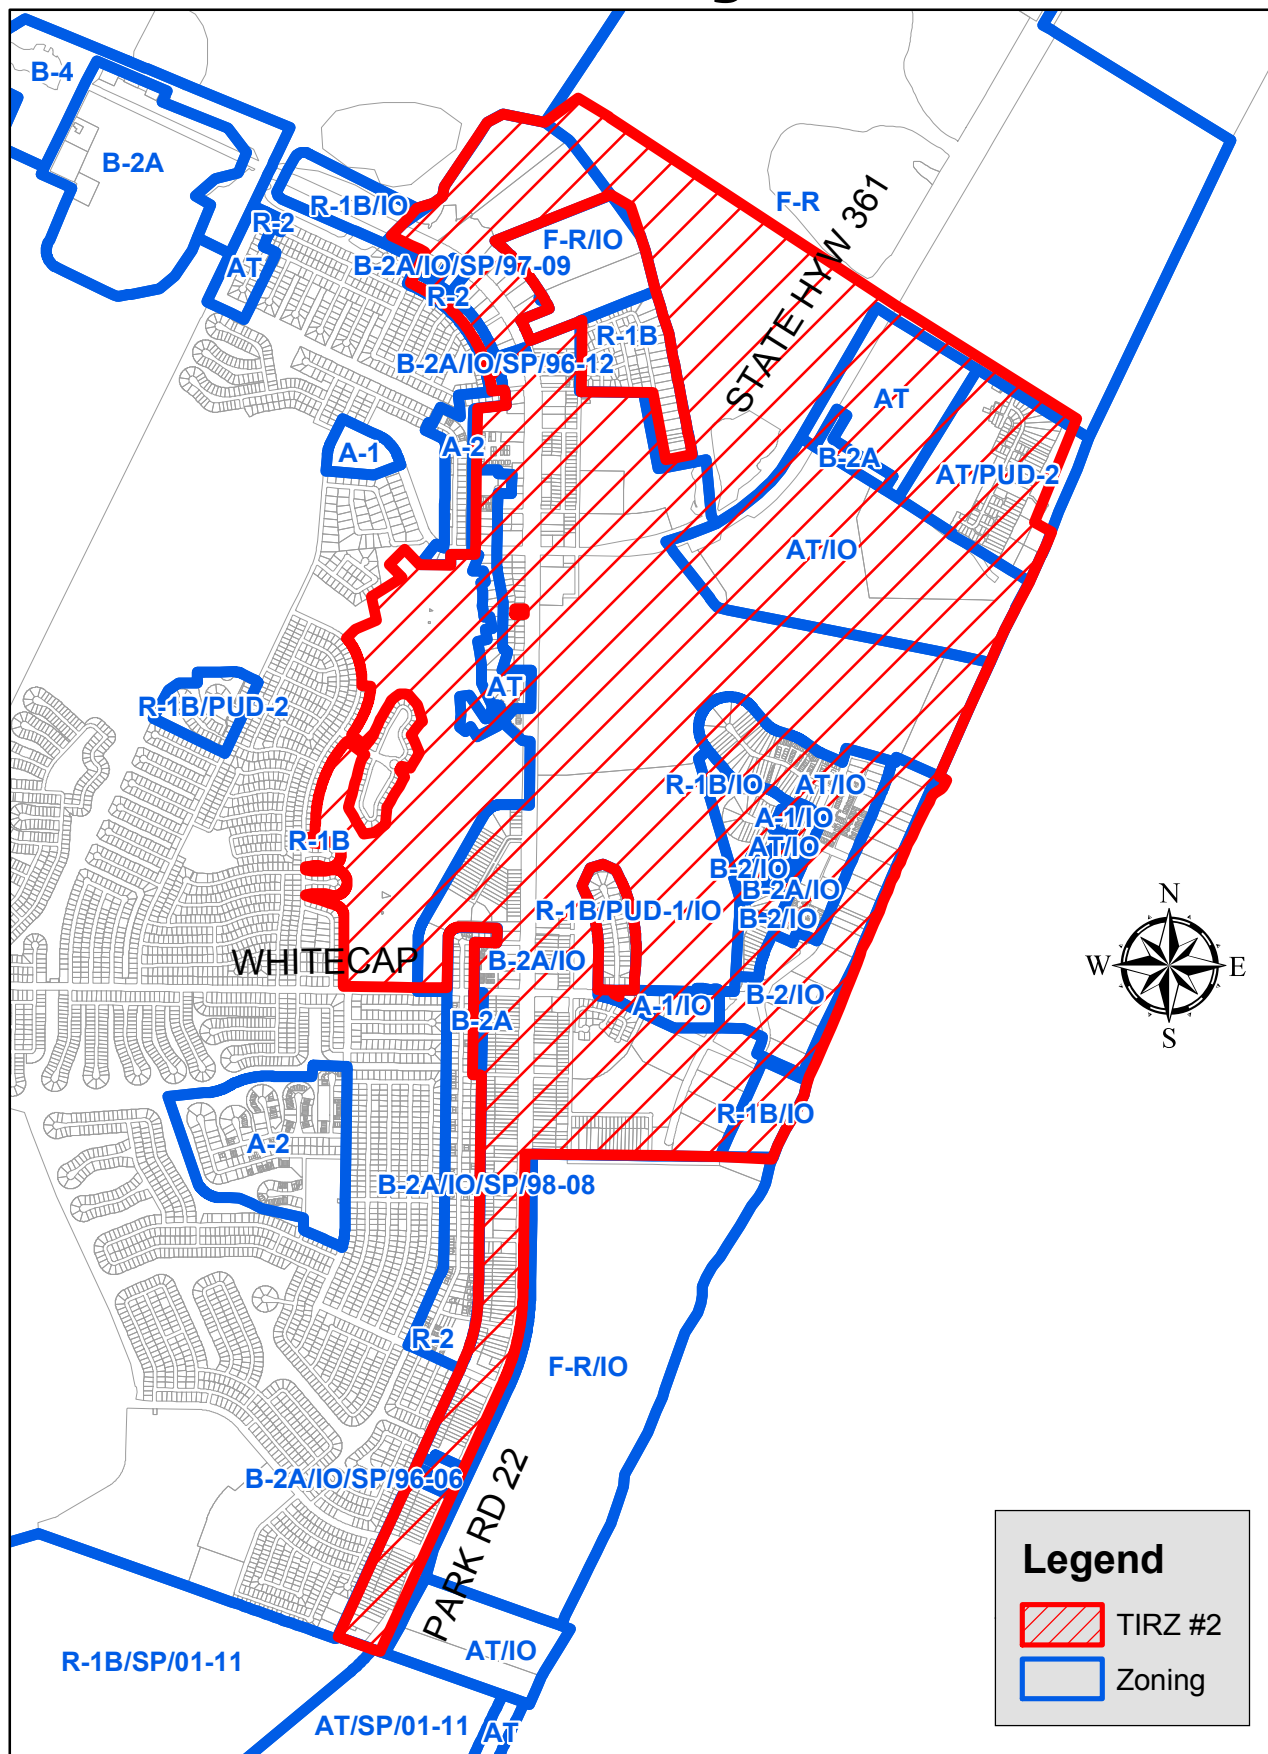 B-4
B-2A
R-1B/IO
F-R
R-2
F-R/IO
AT
B-2A/IO/SP/97-09
R-2
STATE HYW 361
R-1B
B-2A/IO/SP/96-12
AT
A-2
A-1
B-2A
AT/PUD-2
AT/IO
AT
R-1B/PUD-2
R-1B/IO
AT/IO
A-1/IO
R-1B
AT/IO
B-2/IO
B-2A/IO
R-1B/PUD-1/IO
B-2/IO
N
W
E
S
WHITECAP
B-2A/IO
B-2/IO
A-1/IO
B-2A
R-1B/IO
A-2
B-2A/IO/SP/98-08
R-2
F-R/IO
B-2A/IO/SP/96-06
PARK RD 22
Legend
TIRZ #2
Zoning
AT/IO
R-1B/SP/01-11
AT/SP/01-11
AT